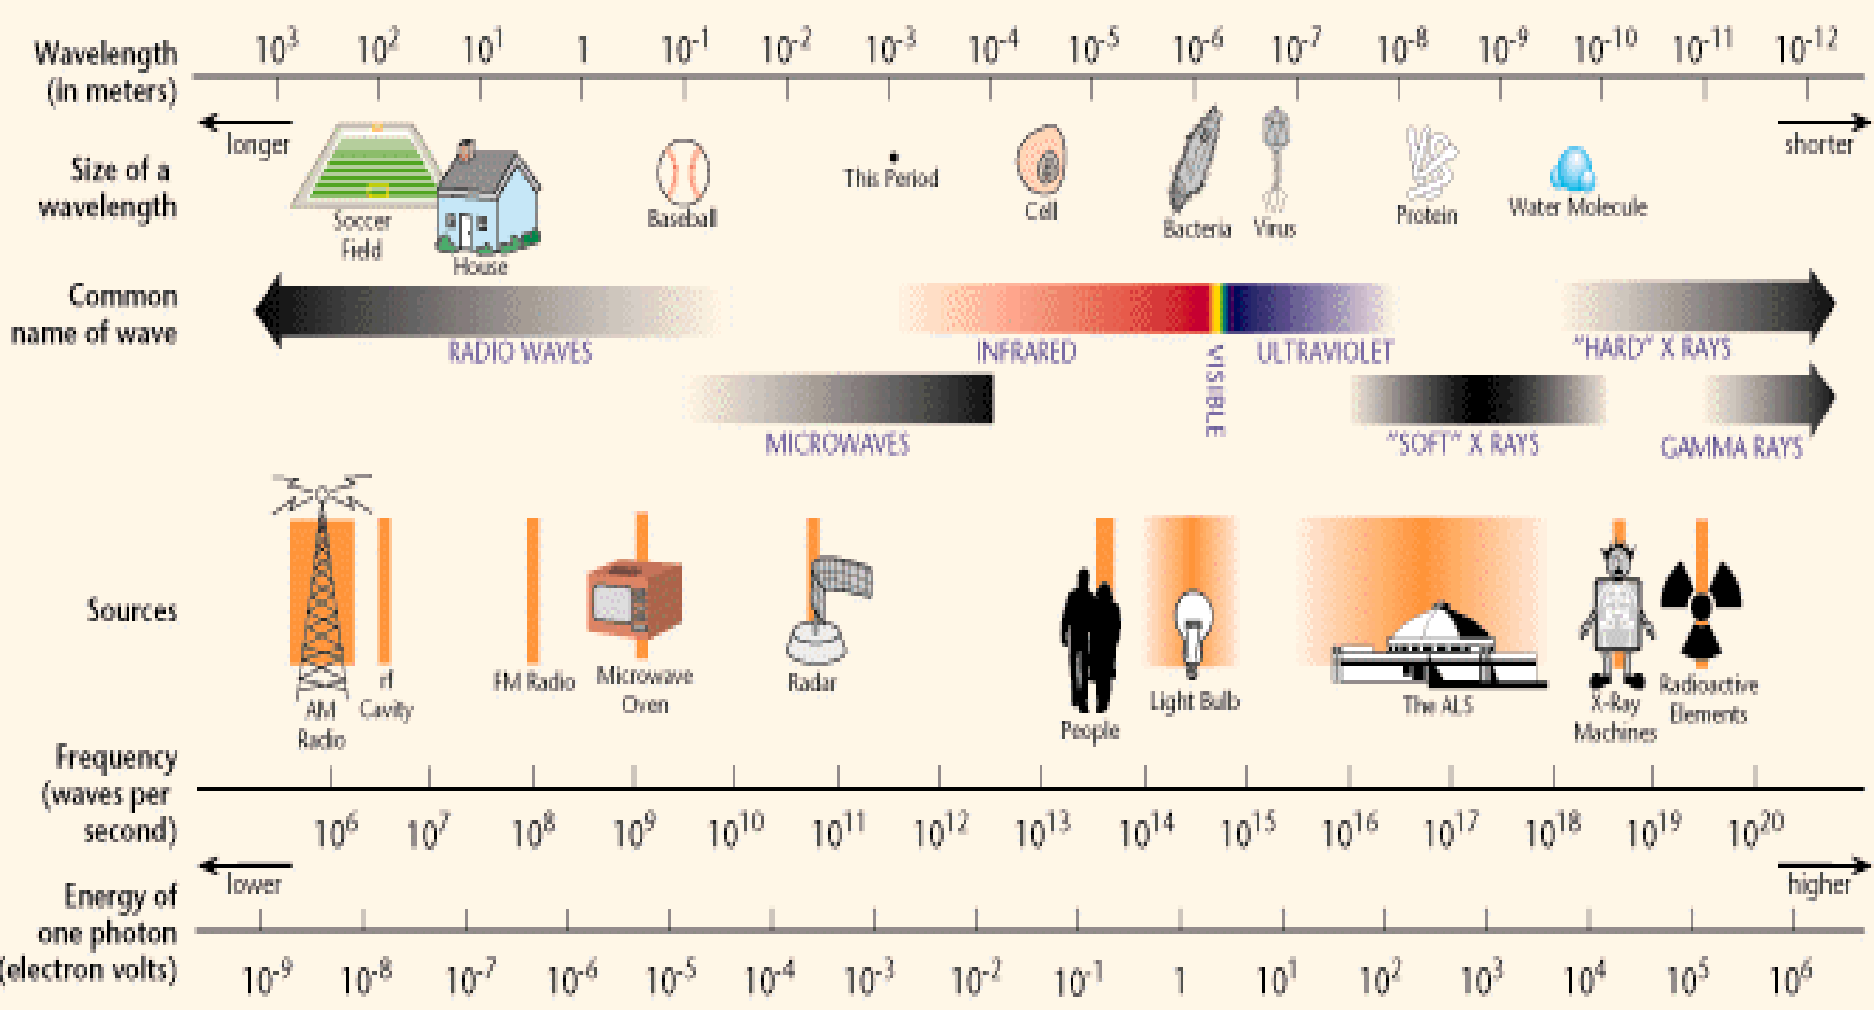 Wavelength
(in meters)
10³ 10² 10¹ 1 10⁻¹ 10⁻² 10⁻³ 10⁻⁴ 10⁻⁵ 10⁻⁶ 10⁻⁷ 10⁻⁸ 10⁻⁹ 10⁻¹⁰ 10⁻¹¹ 10⁻¹²
longer
shorter
Size of a
wavelength
Soccer
Field
House
Baseball
This Period
Cell
Bacteria
Virus
Protein
Water Molecule
Common
name of wave
RADIO WAVES
INFRARED
VISIBLE
ULTRAVIOLET
"HARD" X RAYS
MICROWAVES
"SOFT" X RAYS
GAMMA RAYS
Sources
AM
Radio
rf
Cavity
FM Radio
Microwave
Oven
Radar
People
Light Bulb
The ALS
X-Ray
Machines
Radioactive
Elements
Frequency
(waves per
second)
10⁶ 10⁷ 10⁸ 10⁹ 10¹⁰ 10¹¹ 10¹² 10¹³ 10¹⁴ 10¹⁵ 10¹⁶ 10¹⁷ 10¹⁸ 10¹⁹ 10²⁰
lower
higher
Energy of
one photon
(electron volts)
10⁻⁹ 10⁻⁸ 10⁻⁷ 10⁻⁶ 10⁻⁵ 10⁻⁴ 10⁻³ 10⁻² 10⁻¹ 1 10¹ 10² 10³ 10⁴ 10⁵ 10⁶